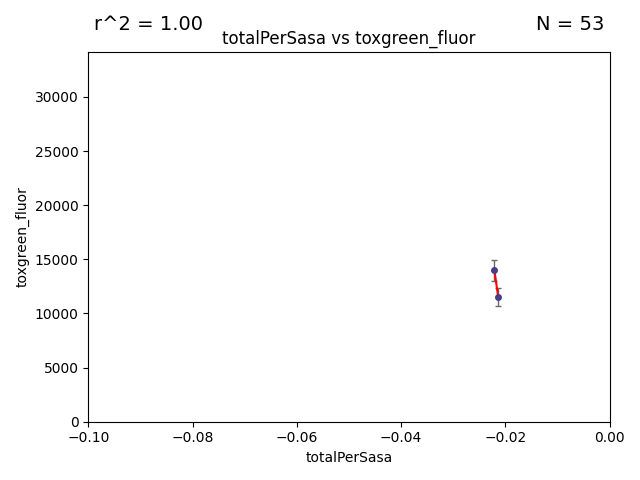 r^2 = 1.00
N = 53
totalPerSasa vs toxgreen_fluor
30000
25000
20000
15000
10000
5000
0
toxgreen_fluor
−0.10
−0.08
−0.06
−0.04
−0.02
0.00
totalPerSasa